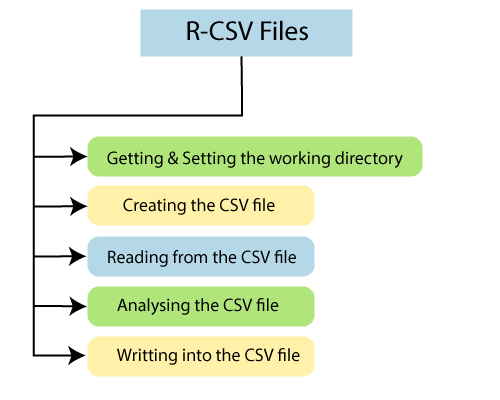 R-CSV Files
Getting & Setting the working directory
Creating the CSV file
Reading from the CSV file
Analysing the CSV file
Writting into the CSV file